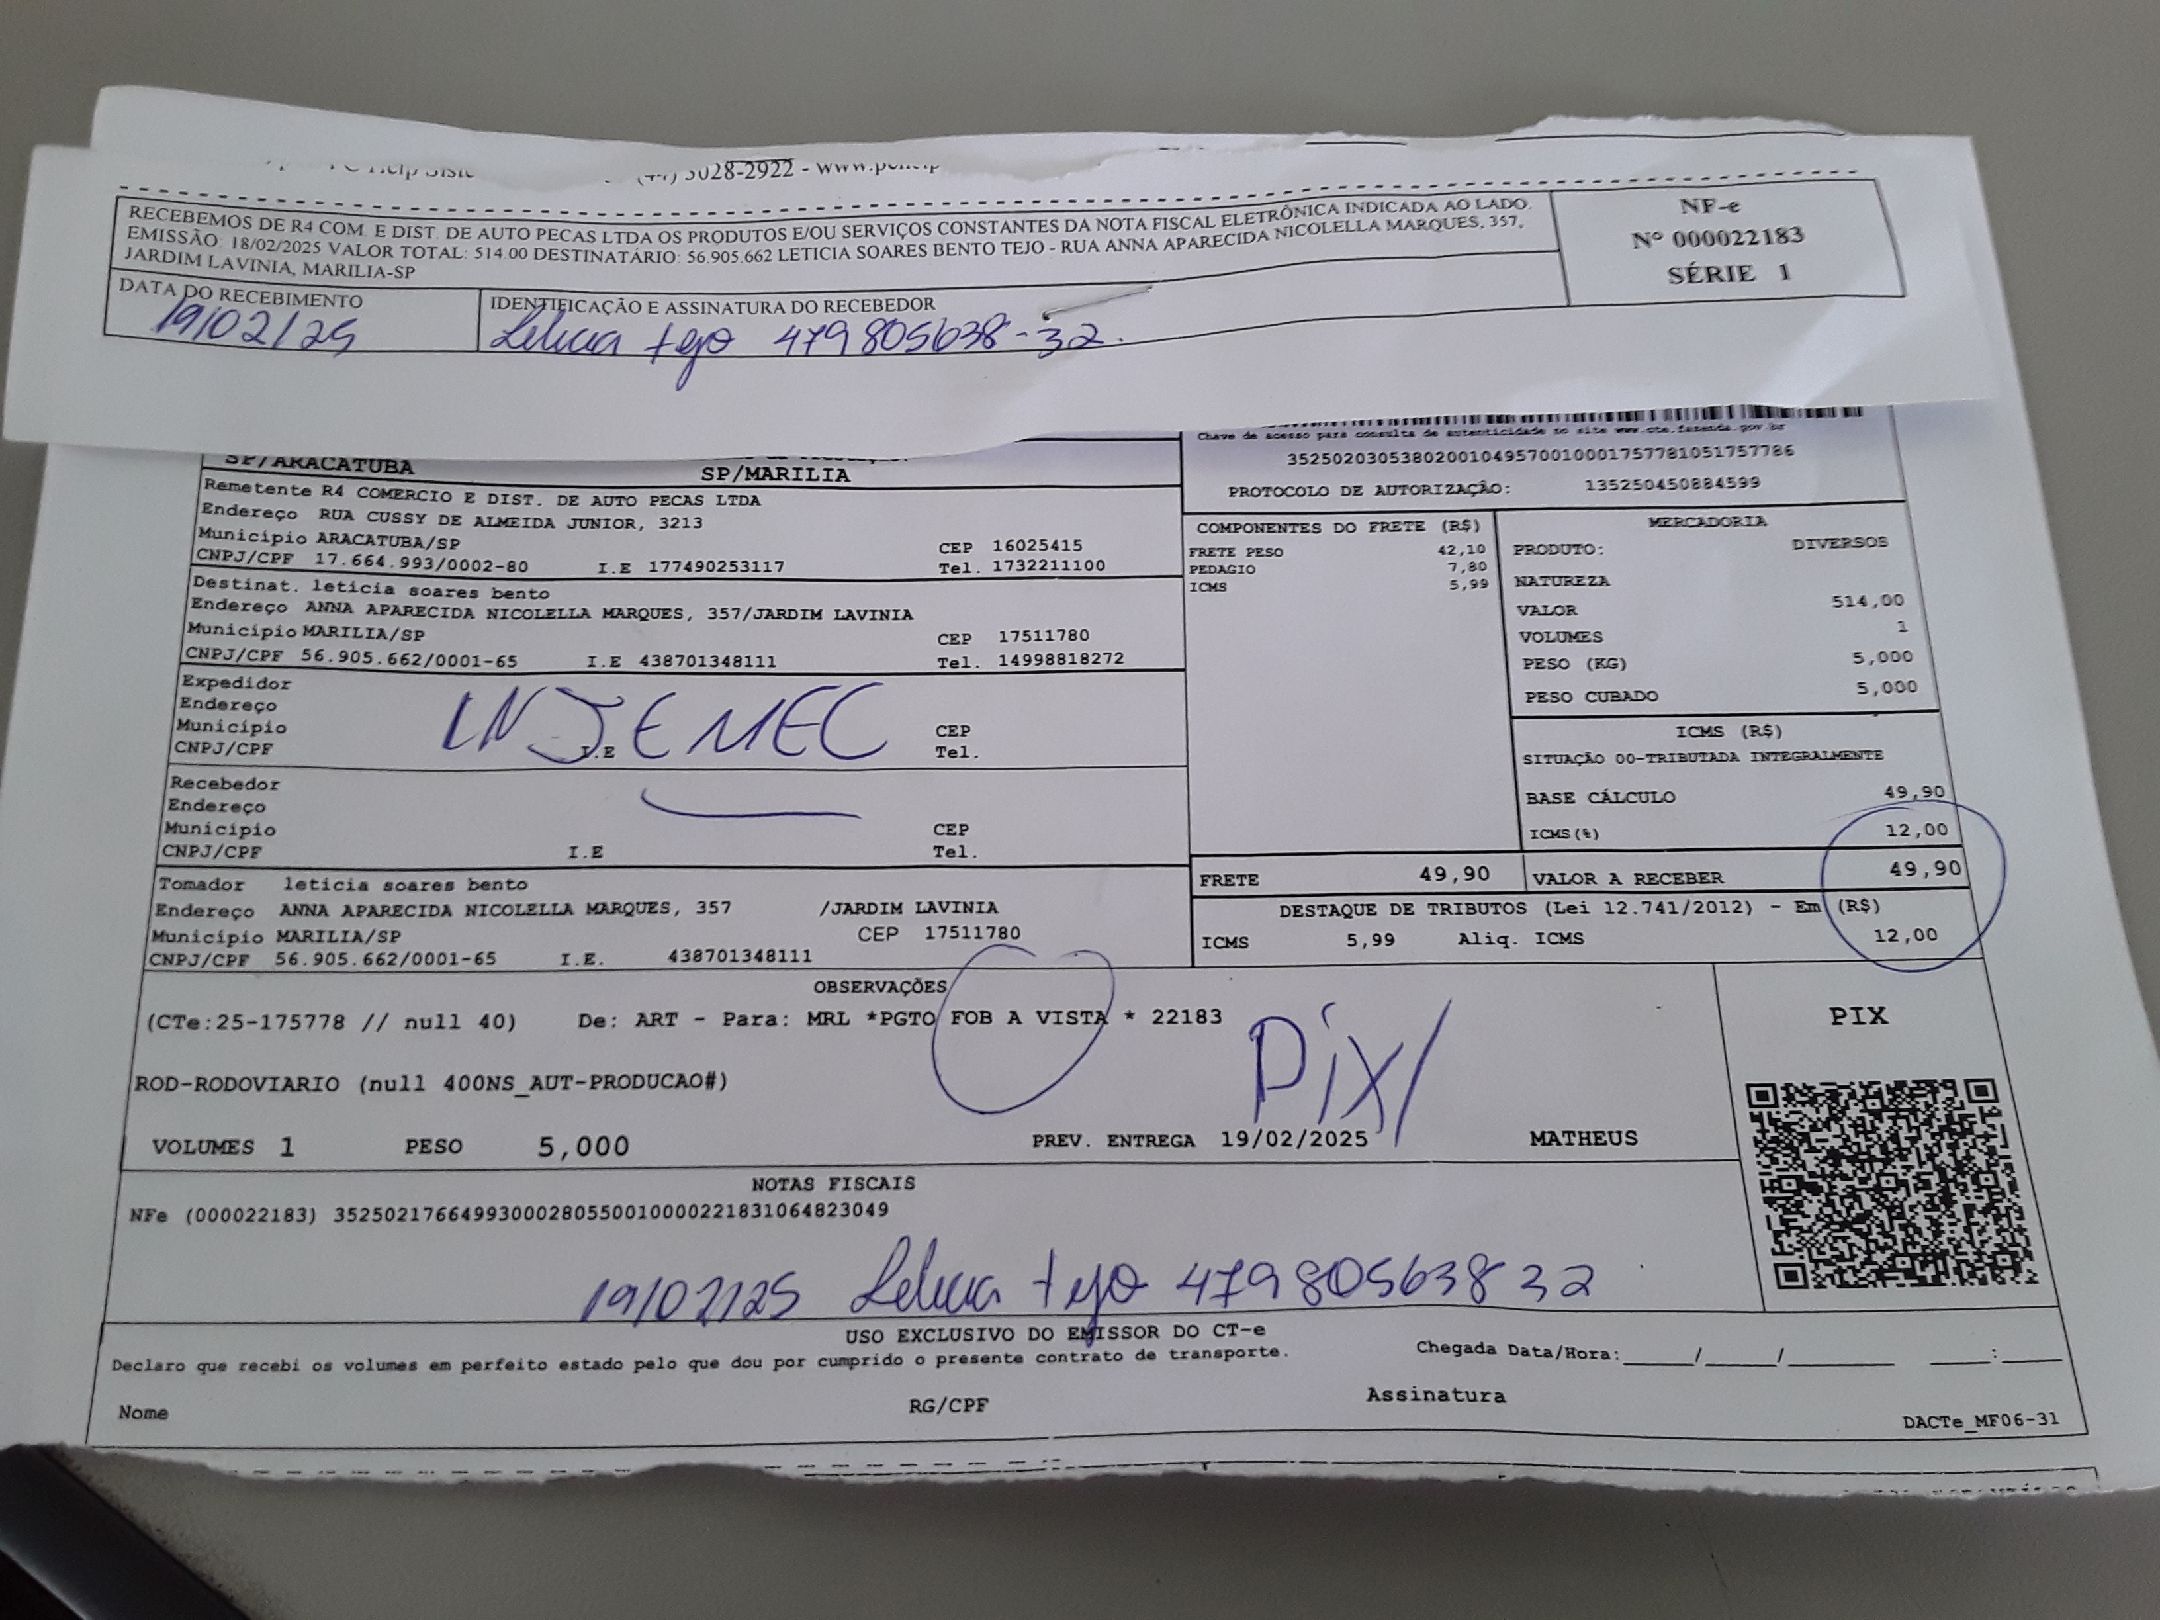 (44) 3028-2922 - www.pchelp
RECEBEMOS DE R4 COM. E DIST. DE AUTO PECAS LTDA OS PRODUTOS E/OU SERVIÇOS CONSTANTES DA NOTA FISCAL ELETRÔNICA INDICADA AO LADO.
EMISSÃO: 18/02/2025 VALOR TOTAL: 514.00 DESTINATÁRIO: 56.905.662 LETICIA SOARES BENTO TEJO - RUA ANNA APARECIDA NICOLELLA MARQUES, 357,
JARDIM LAVINIA, MARILIA-SP
NF-e
Nº 000022183
SÉRIE 1
DATA DO RECEBIMENTO
19/02/25
IDENTIFICAÇÃO E ASSINATURA DO RECEBEDOR
Leticia tejo 479805638-32.
Chave de acesso para consulta de autenticidade no site www.cte.fazenda.gov.br
35250203053802001049570010001757781051757786
PROTOCOLO DE AUTORIZAÇÃO: 135250450884599
SP/ARACATUBA SP/MARILIA
Remetente R4 COMERCIO E DIST. DE AUTO PECAS LTDA
Endereço RUA CUSSY DE ALMEIDA JUNIOR, 3213
Município ARACATUBA/SP CEP 16025415
CNPJ/CPF 17.664.993/0002-80 I.E 177490253117 Tel. 1732211100
Destinat. leticia soares bento
Endereço ANNA APARECIDA NICOLELLA MARQUES, 357/JARDIM LAVINIA
Município MARILIA/SP CEP 17511780
CNPJ/CPF 56.905.662/0001-65 I.E 438701348111 Tel. 14998818272
Expedidor
Endereço
Município CEP
CNPJ/CPF I.E Tel.
INJEMEC
Recebedor
Endereço
Município CEP
CNPJ/CPF I.E Tel.
Tomador leticia soares bento
Endereço ANNA APARECIDA NICOLELLA MARQUES, 357 /JARDIM LAVINIA
Município MARILIA/SP CEP 17511780
CNPJ/CPF 56.905.662/0001-65 I.E. 438701348111
COMPONENTES DO FRETE (R$)
FRETE PESO 42,10
PEDAGIO 7,80
ICMS 5,99
MERCADORIA
PRODUTO: DIVERSOS
NATUREZA
VALOR 514,00
VOLUMES 1
PESO (KG) 5,000
PESO CUBADO 5,000
ICMS (R$)
SITUAÇÃO 00-TRIBUTADA INTEGRALMENTE
BASE CÁLCULO 49,90
ICMS(%) 12,00
FRETE 49,90 VALOR A RECEBER 49,90
DESTAQUE DE TRIBUTOS (Lei 12.741/2012) - Em (R$)
ICMS 5,99 Aliq. ICMS 12,00
OBSERVAÇÕES
(CTe:25-175778 // null 40) De: ART - Para: MRL *PGTO FOB A VISTA * 22183
Pix/
ROD-RODOVIARIO (null 400NS_AUT-PRODUCAO#)
VOLUMES 1 PESO 5,000 PREV. ENTREGA 19/02/2025 MATHEUS
PIX
NOTAS FISCAIS
NFe (000022183) 35250217664993000280550010000221831064823049
19/02/25 Leticia tejo 479805638 32
USO EXCLUSIVO DO EMISSOR DO CT-e
Declaro que recebi os volumes em perfeito estado pelo que dou por cumprido o presente contrato de transporte.
Chegada Data/Hora:_____/_____/________ ____:____
Nome RG/CPF Assinatura
DACTe_MF06-31